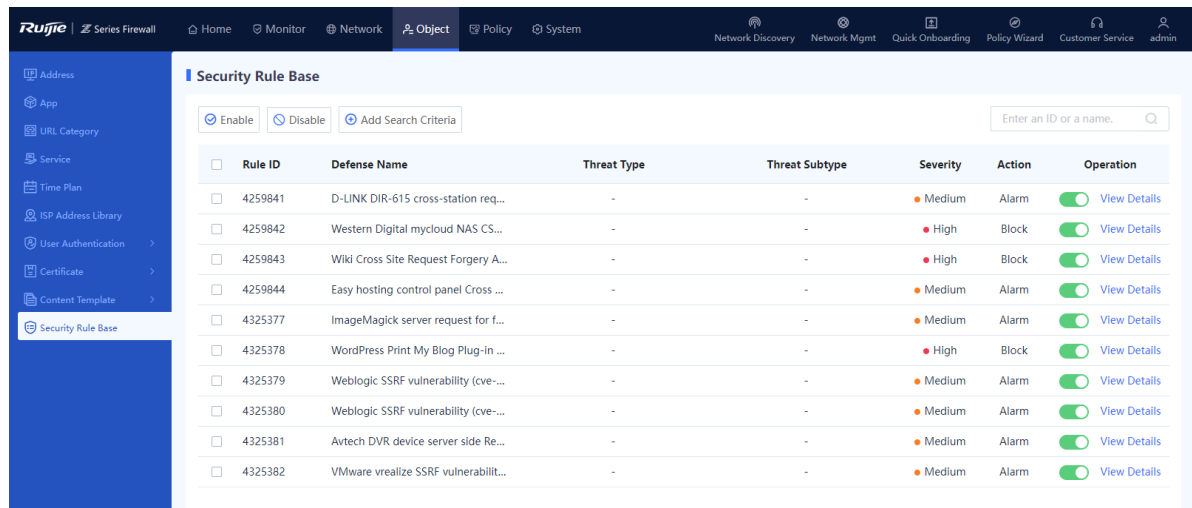 Ruijie | Z Series Firewall Home Monitor Network Object Policy System Network Discovery Network Mgmt Quick Onboarding Policy Wizard Customer Service admin
Address
App
URL Category
Service
Time Plan
ISP Address Library
User Authentication
Certificate
Content Template
Security Rule Base
Security Rule Base
Enable Disable Add Search Criteria Enter an ID or a name.
Rule ID Defense Name Threat Type Threat Subtype Severity Action Operation
4259841 D-LINK DIR-615 cross-station req... - - Medium Alarm View Details
4259842 Western Digital mycloud NAS CS... - - High Block View Details
4259843 Wiki Cross Site Request Forgery A... - - High Block View Details
4259844 Easy hosting control panel Cross ... - - Medium Alarm View Details
4325377 ImageMagick server request for f... - - Medium Alarm View Details
4325378 WordPress Print My Blog Plug-in ... - - High Block View Details
4325379 Weblogic SSRF vulnerability (cve-... - - Medium Alarm View Details
4325380 Weblogic SSRF vulnerability (cve-... - - Medium Alarm View Details
4325381 Avtech DVR device server side Re... - - Medium Alarm View Details
4325382 VMware vrealize SSRF vulnerabilit... - - Medium Alarm View Details